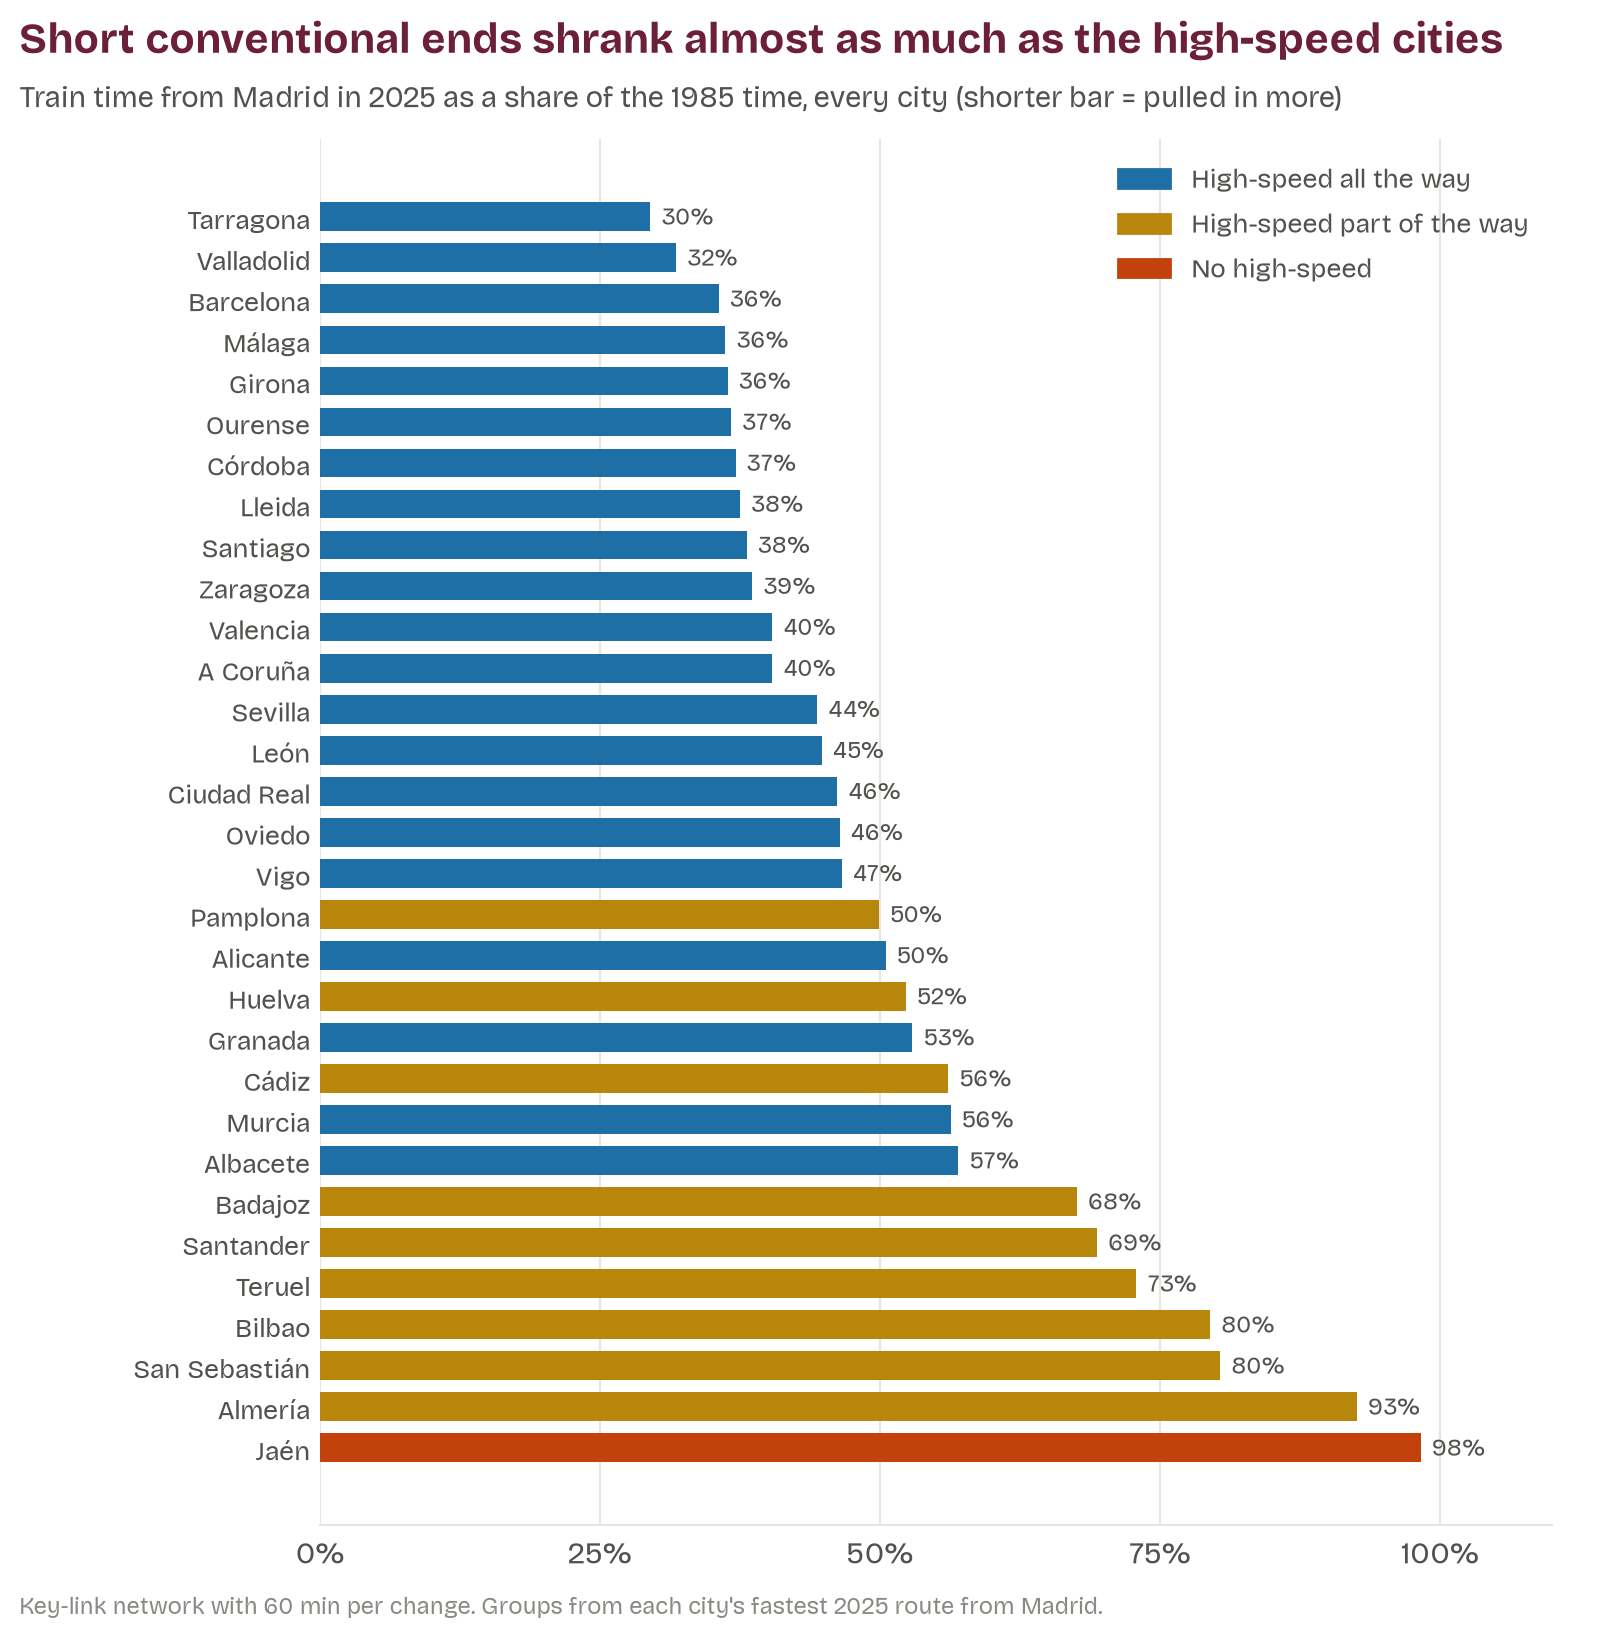 Short conventional ends shrank almost as much as the high-speed cities
Train time from Madrid in 2025 as a share of the 1985 time, every city (shorter bar = pulled in more)
High-speed all the way
High-speed part of the way
No high-speed
Tarragona 30%
Valladolid 32%
Barcelona 36%
Málaga 36%
Girona 36%
Ourense 37%
Córdoba 37%
Lleida 38%
Santiago 38%
Zaragoza 39%
Valencia 40%
A Coruña 40%
Sevilla 44%
León 45%
Ciudad Real 46%
Oviedo 46%
Vigo 47%
Pamplona 50%
Alicante 50%
Huelva 52%
Granada 53%
Cádiz 56%
Murcia 56%
Albacete 57%
Badajoz 68%
Santander 69%
Teruel 73%
Bilbao 80%
San Sebastián 80%
Almería 93%
Jaén 98%
0% 25% 50% 75% 100%
Key-link network with 60 min per change. Groups from each city's fastest 2025 route from Madrid.